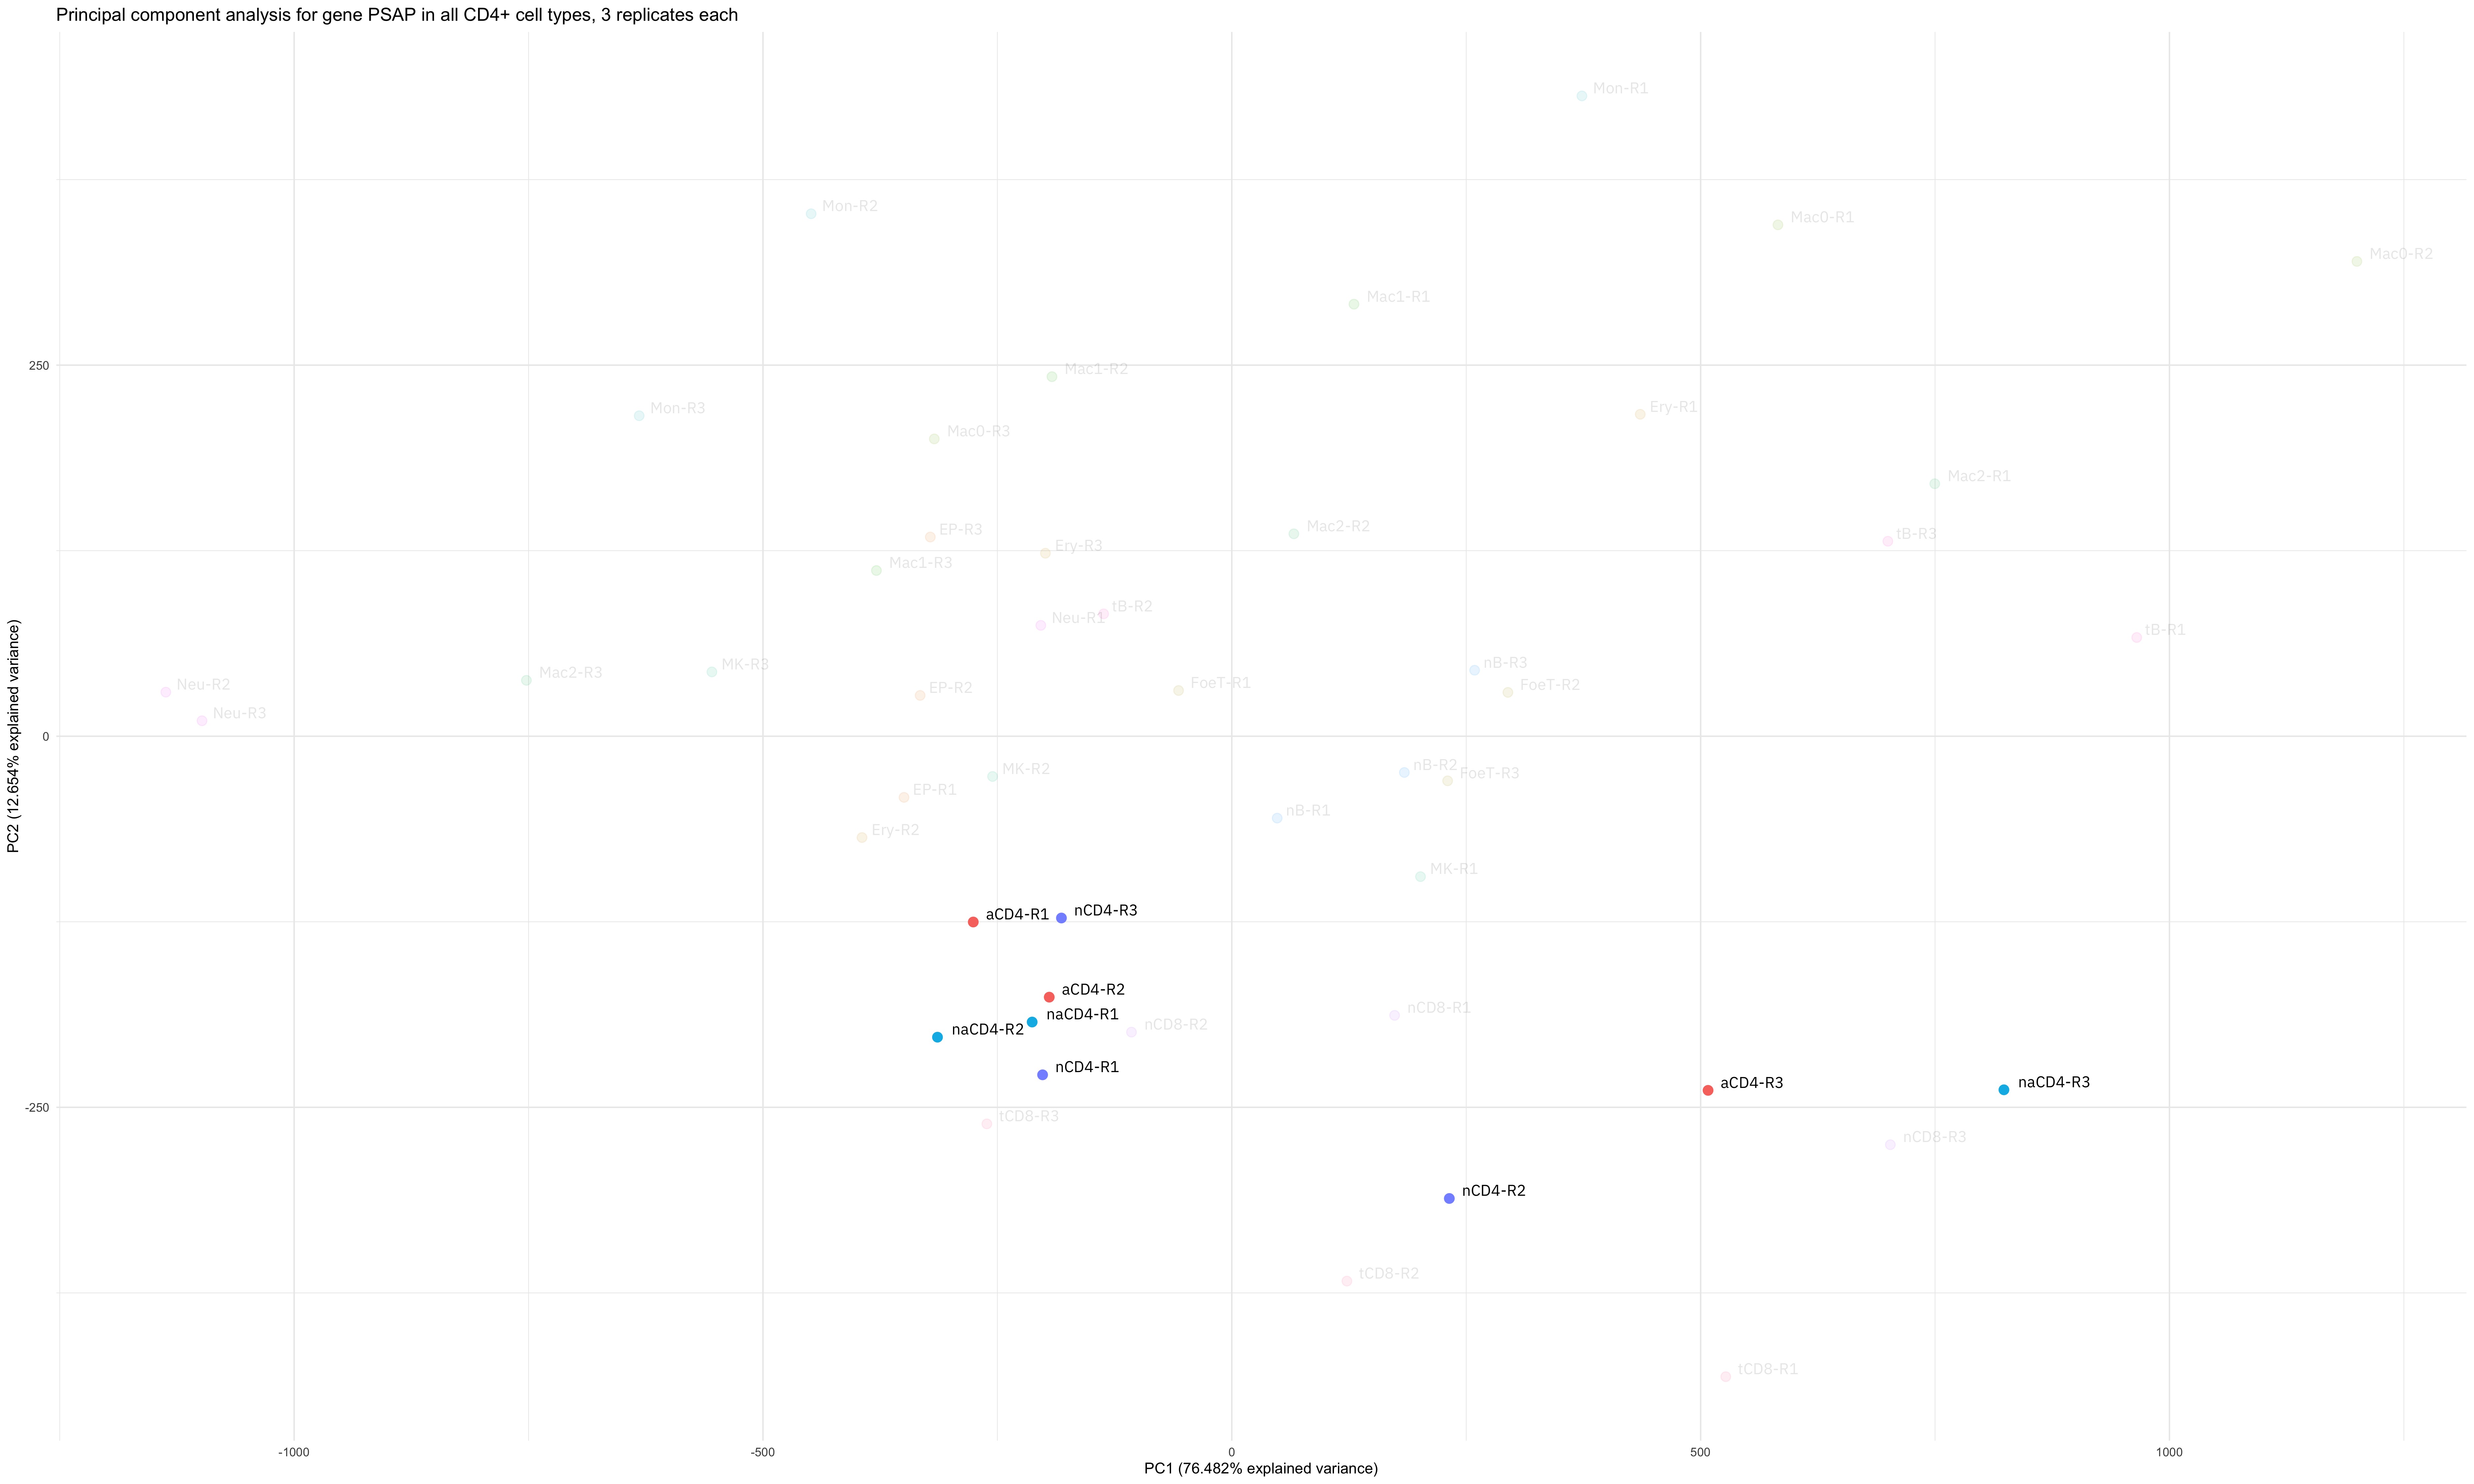 Principal component analysis for gene PSAP in all CD4+ cell types, 3 replicates each
Mon-R1
Mon-R2
Mac0-R1
Mac0-R2
Mac1-R1
250
Mac1-R2
Mon-R3
Ery-R1
Mac0-R3
Mac2-R1
EP-R3
Mac2-R2
tB-R3
Ery-R3
Mac1-R3
tB-R2
Neu-R1
tB-R1
MK-R3
nB-R3
Mac2-R3
Neu-R2
FoeT-R1
FoeT-R2
EP-R2
Neu-R3
0
nB-R2
MK-R2
FoeT-R3
EP-R1
nB-R1
Ery-R2
MK-R1
aCD4-R1
nCD4-R3
aCD4-R2
nCD8-R1
naCD4-R1
nCD8-R2
naCD4-R2
nCD4-R1
aCD4-R3
naCD4-R3
-250
tCD8-R3
nCD8-R3
nCD4-R2
tCD8-R2
tCD8-R1
PC2 (12.654% explained variance)
-1000
-500
0
500
1000
PC1 (76.482% explained variance)